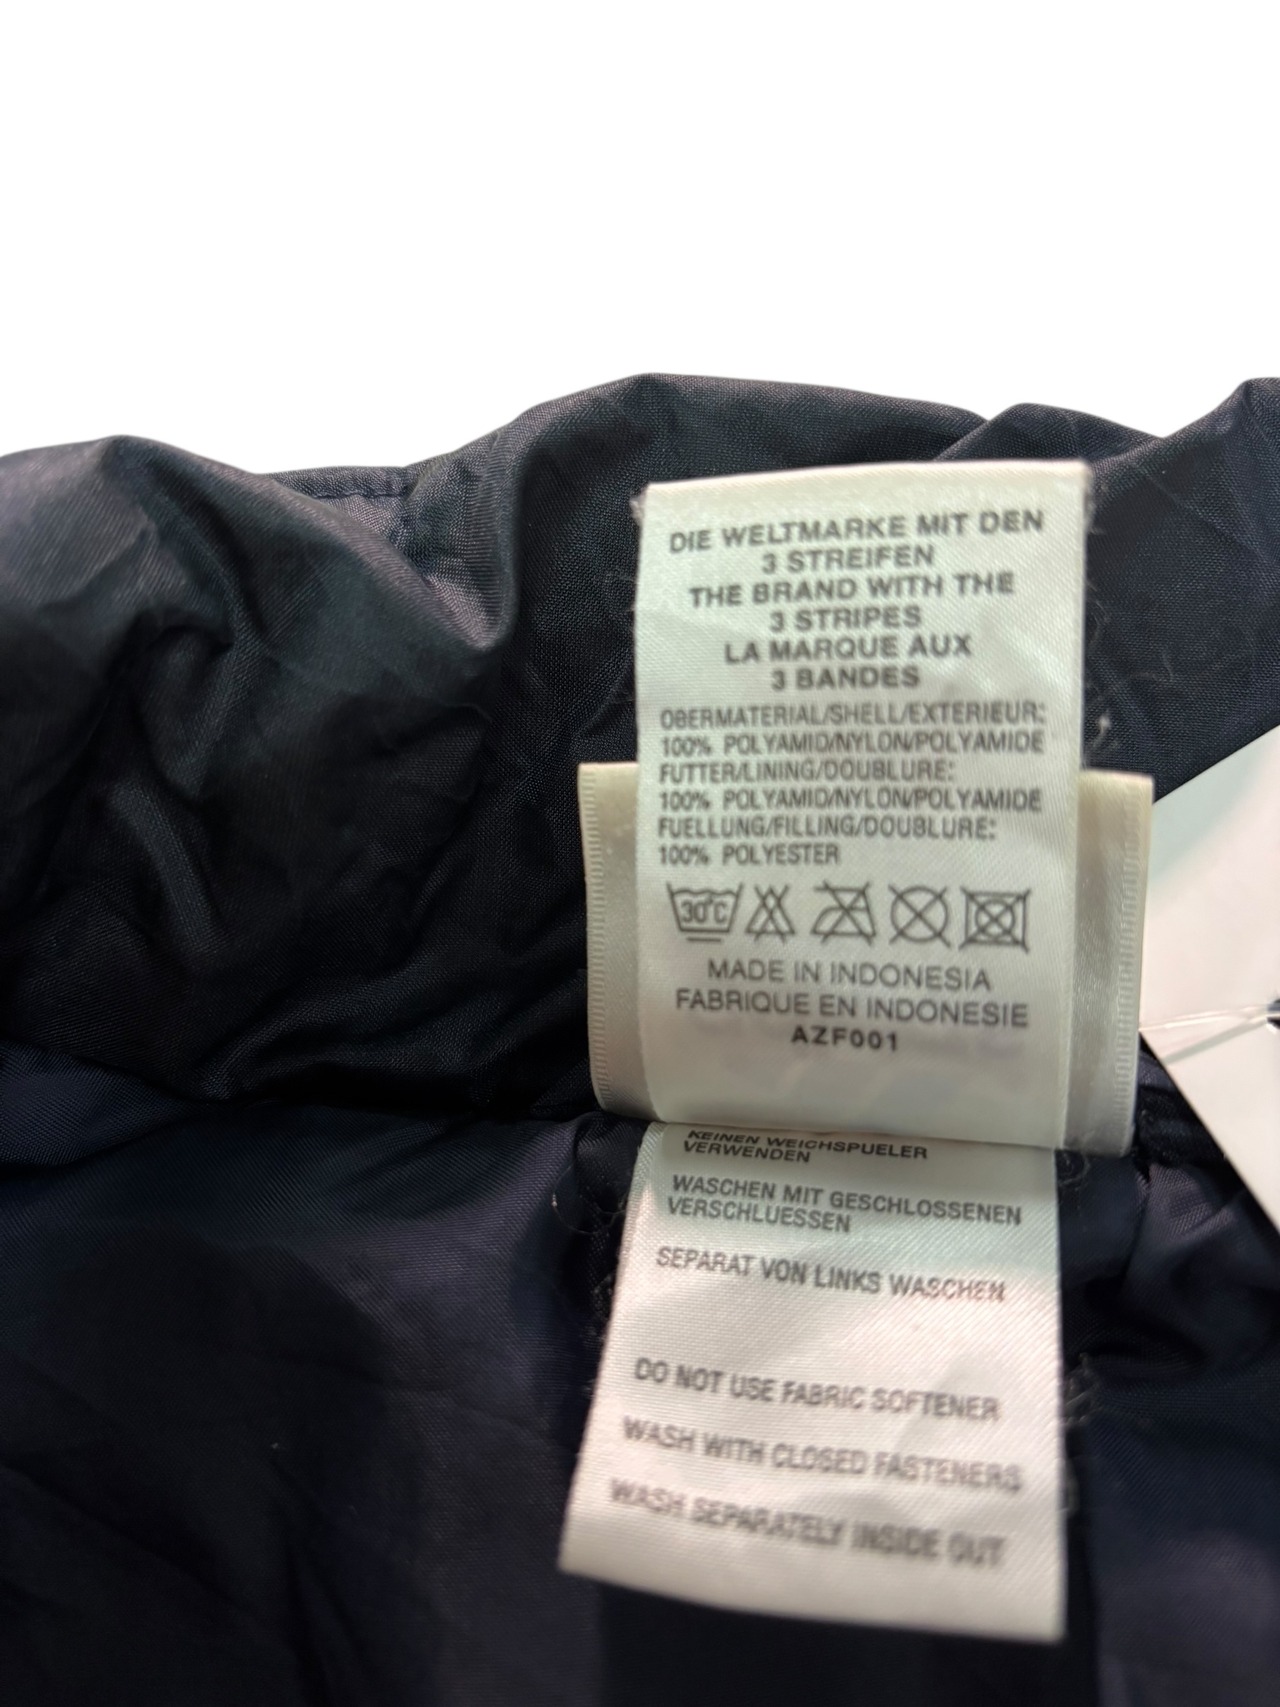 DIE WELTMARKE MIT DEN
3 STREIFEN
THE BRAND WITH THE
3 STRIPES
LA MARQUE AUX
3 BANDES
OBERMATERIAL/SHELL/EXTERIEUR:
100% POLYAMID/NYLON/POLYAMIDE
FUTTER/LINING/DOUBLURE:
100% POLYAMID/NYLON/POLYAMIDE
FUELLUNG/FILLING/DOUBLURE:
100% POLYESTER
30°C
MADE IN INDONESIA
FABRIQUE EN INDONESIE
AZF001
KEINEN WEICHSPUELER
VERWENDEN
WASCHEN MIT GESCHLOSSENEN
VERSCHLUESSEN
SEPARAT VON LINKS WASCHEN
DO NOT USE FABRIC SOFTENER
WASH WITH CLOSED FASTENERS
WASH SEPARATELY INSIDE OUT